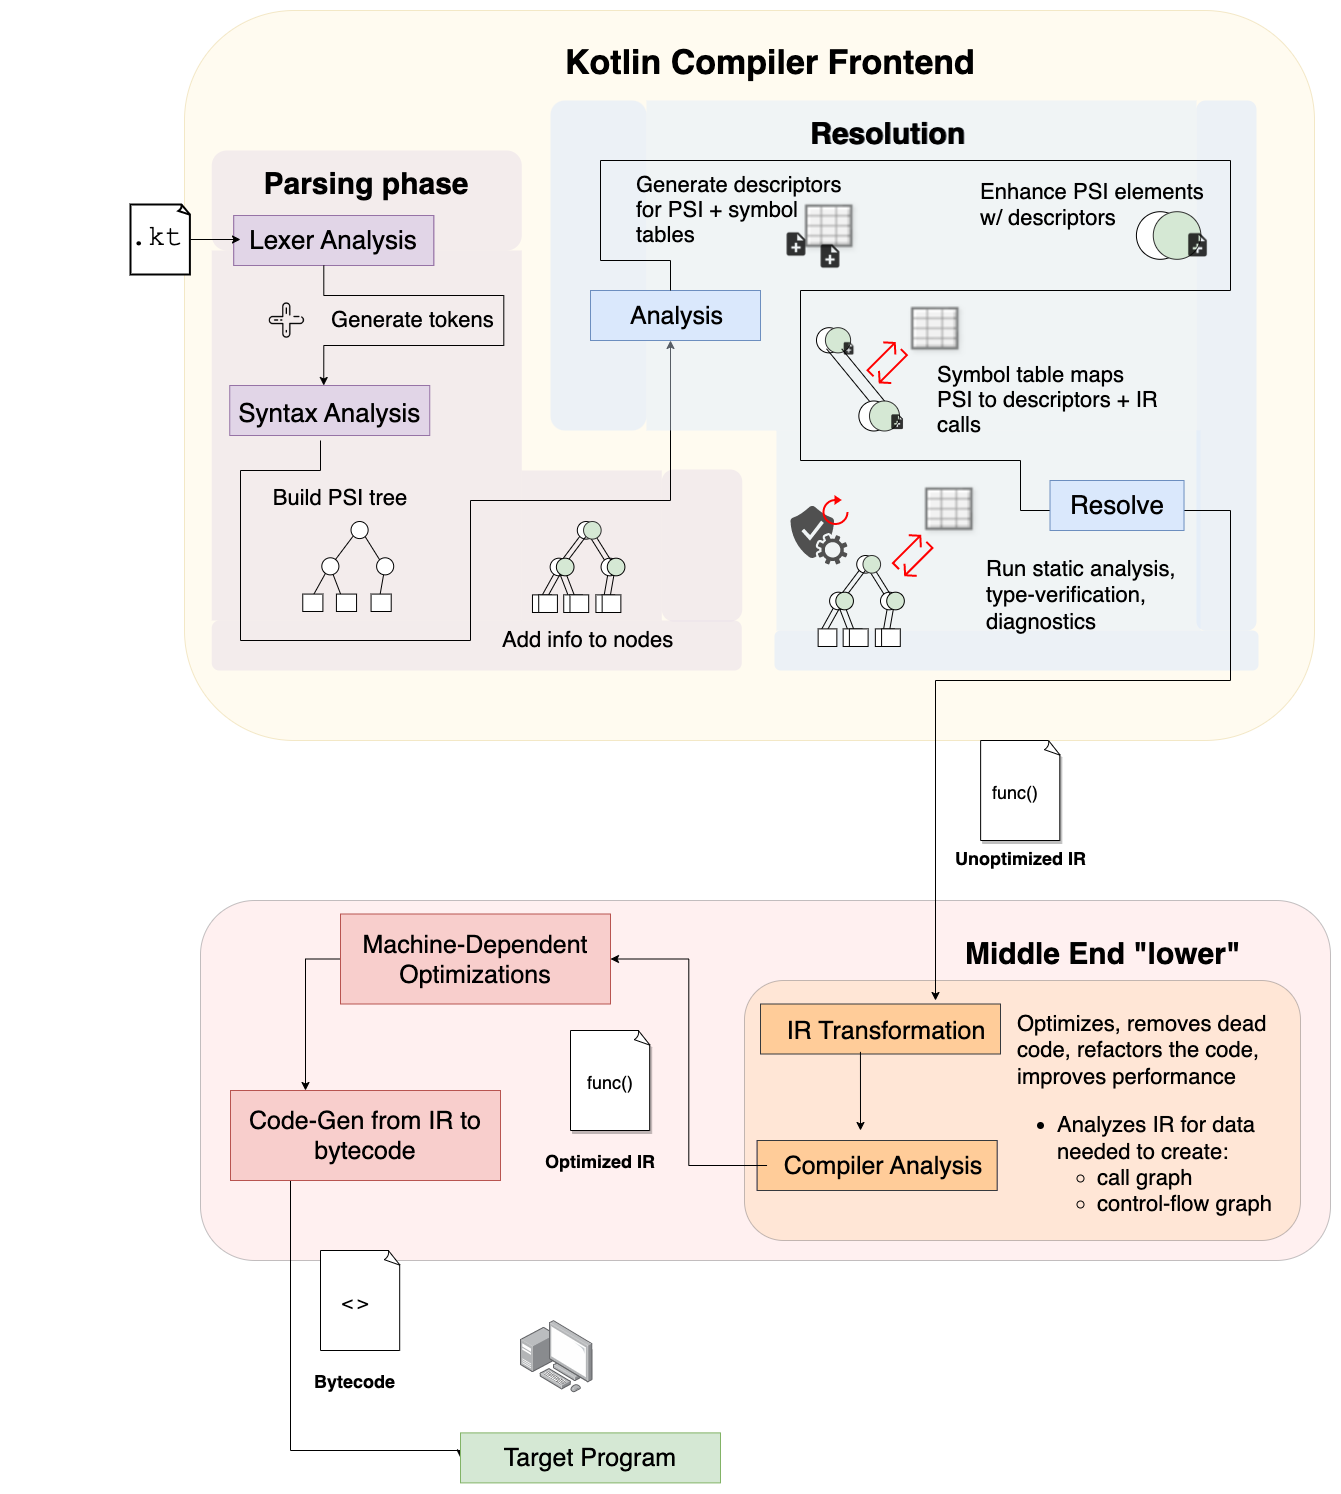 Kotlin Compiler Frontend
Parsing phase
.kt
Lexer Analysis
Generate tokens
Syntax Analysis
Build PSI tree
Add info to nodes
Resolution
Analysis
Generate descriptors
for PSI + symbol
tables
Enhance PSI elements
w/ descriptors
Symbol table maps
PSI to descriptors + IR
calls
Resolve
Run static analysis,
type-verification,
diagnostics
func()
Unoptimized IR
Middle End "lower"
IR Transformation
Optimizes, removes dead
code, refactors the code,
improves performance
Compiler Analysis
• Analyzes IR for data
needed to create:
◦ call graph
◦ control-flow graph
func()
Optimized IR
Machine-Dependent
Optimizations
Code-Gen from IR to
bytecode
<>
Bytecode
Target Program